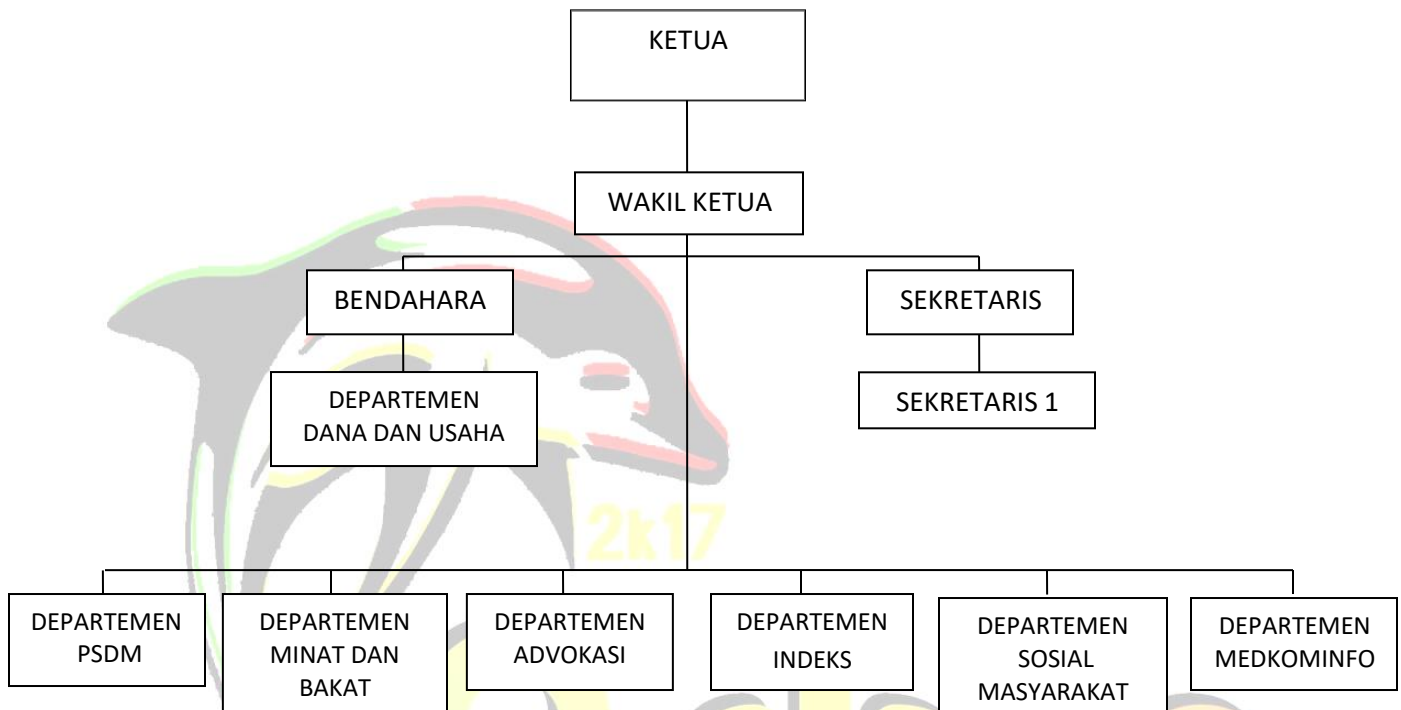 KETUA
WAKIL KETUA
BENDAHARA
SEKRETARIS
DEPARTEMEN
DANA DAN USAHA
SEKRETARIS 1
2k17
DEPARTEMEN
PSDM
DEPARTEMEN
MINAT DAN
BAKAT
DEPARTEMEN
ADVOKASI
DEPARTEMEN
INDEKS
DEPARTEMEN
SOSIAL
MASYARAKAT
DEPARTEMEN
MEDKOMINFO